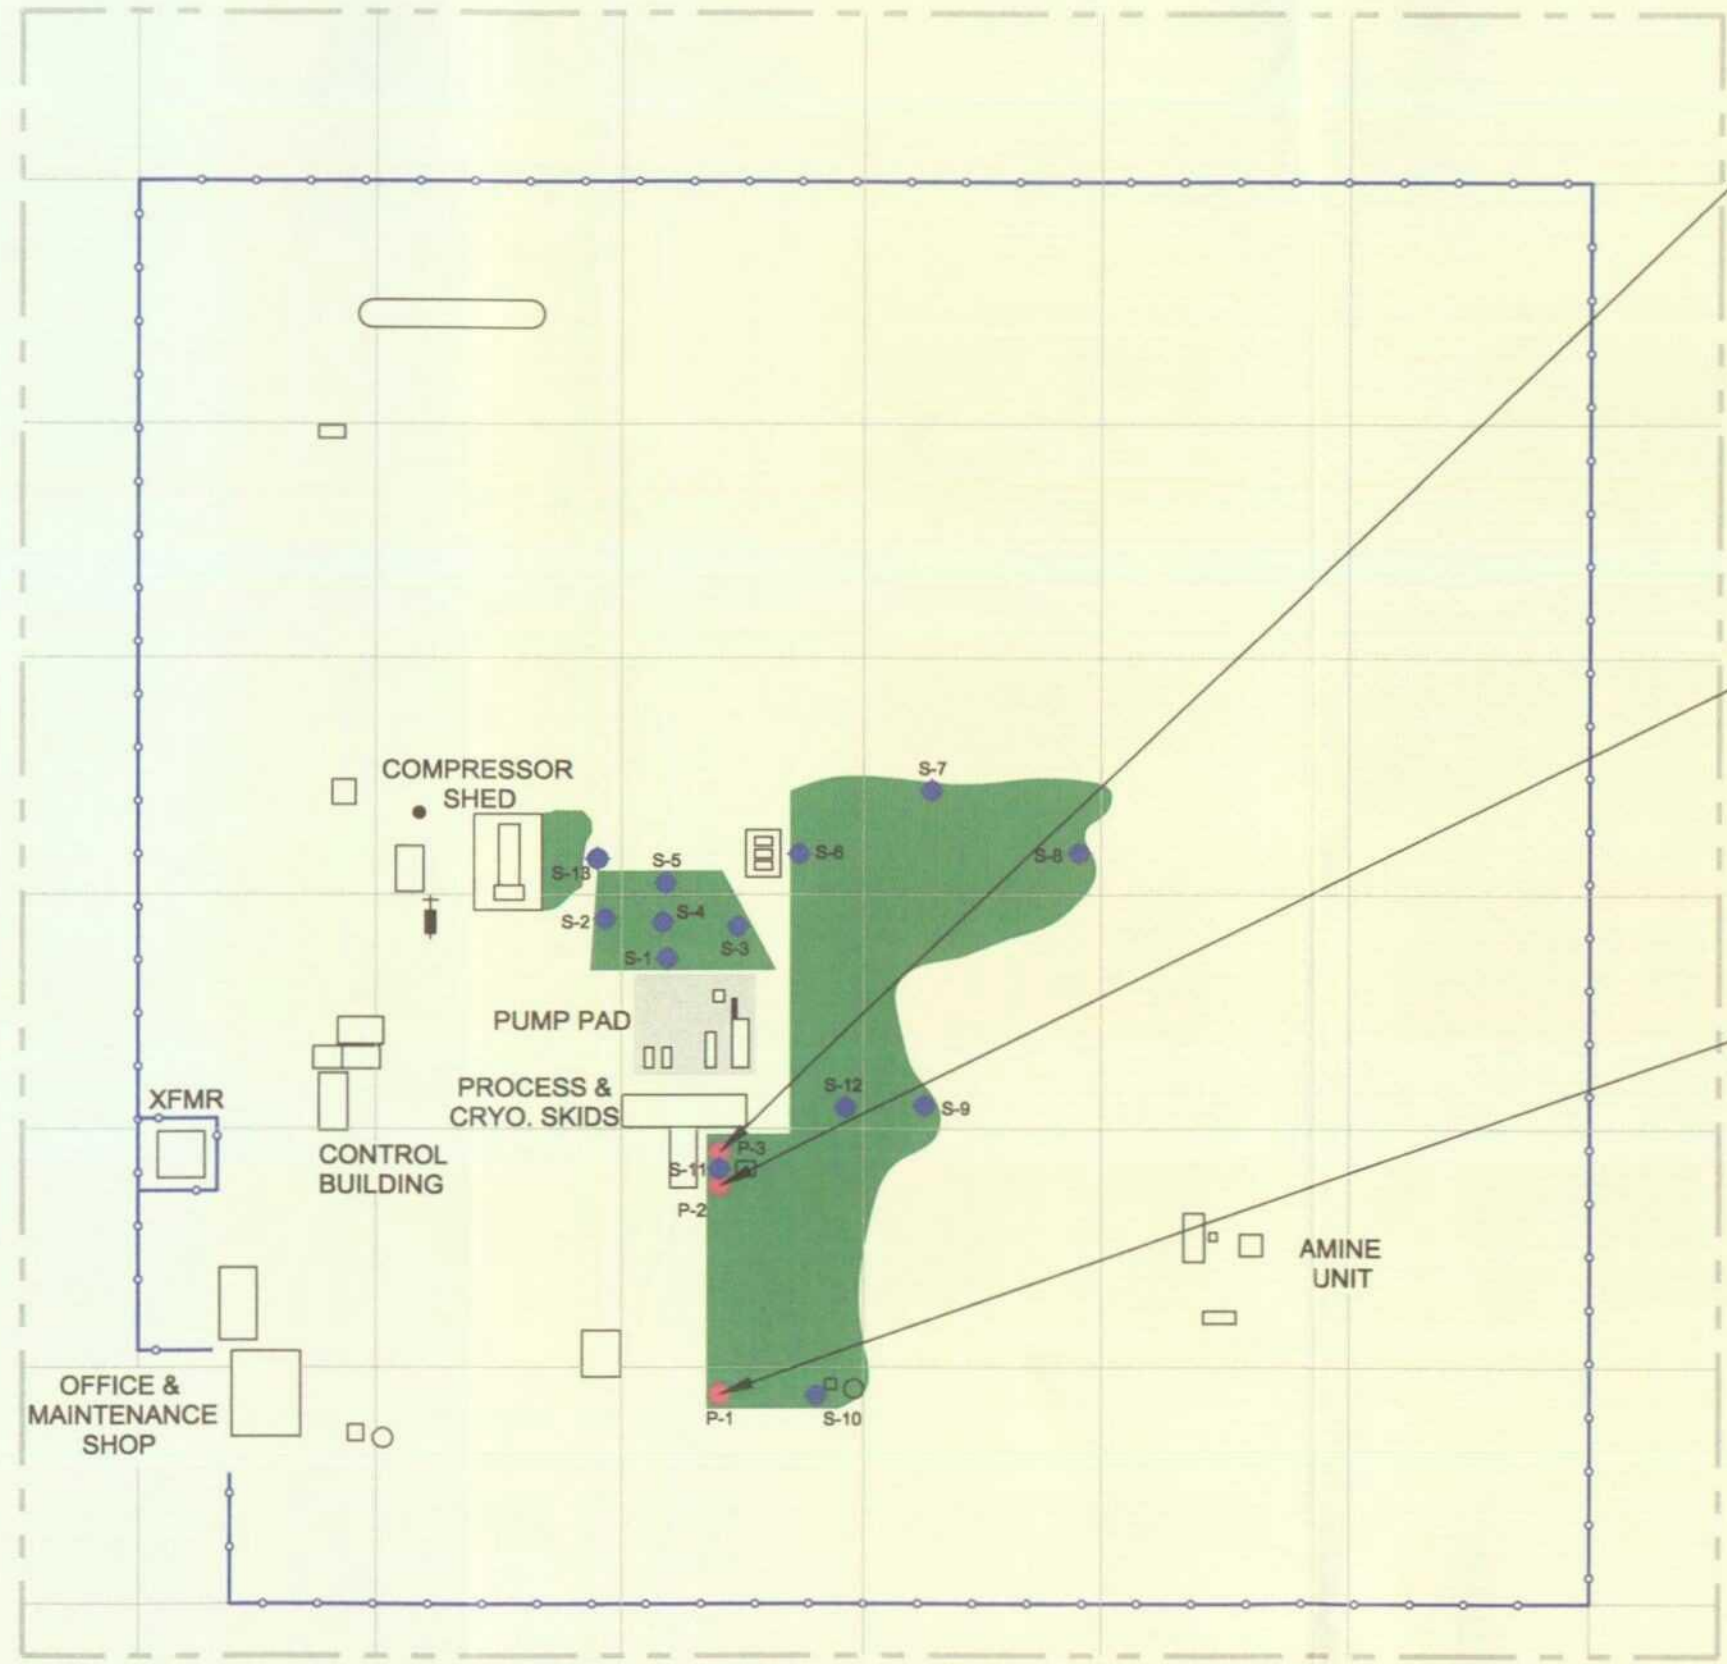 S-7
COMPRESSOR
SHED
S-6
S-8
S-5
S-13
S-4
S-2
S-3
S-1
PUMP PAD
PROCESS &
CRYO. SKIDS
S-12
S-9
XFMR
P-3
CONTROL
BUILDING
S-11
P-2
AMINE
UNIT
OFFICE &
MAINTENANCE
SHOP
P-1
S-10